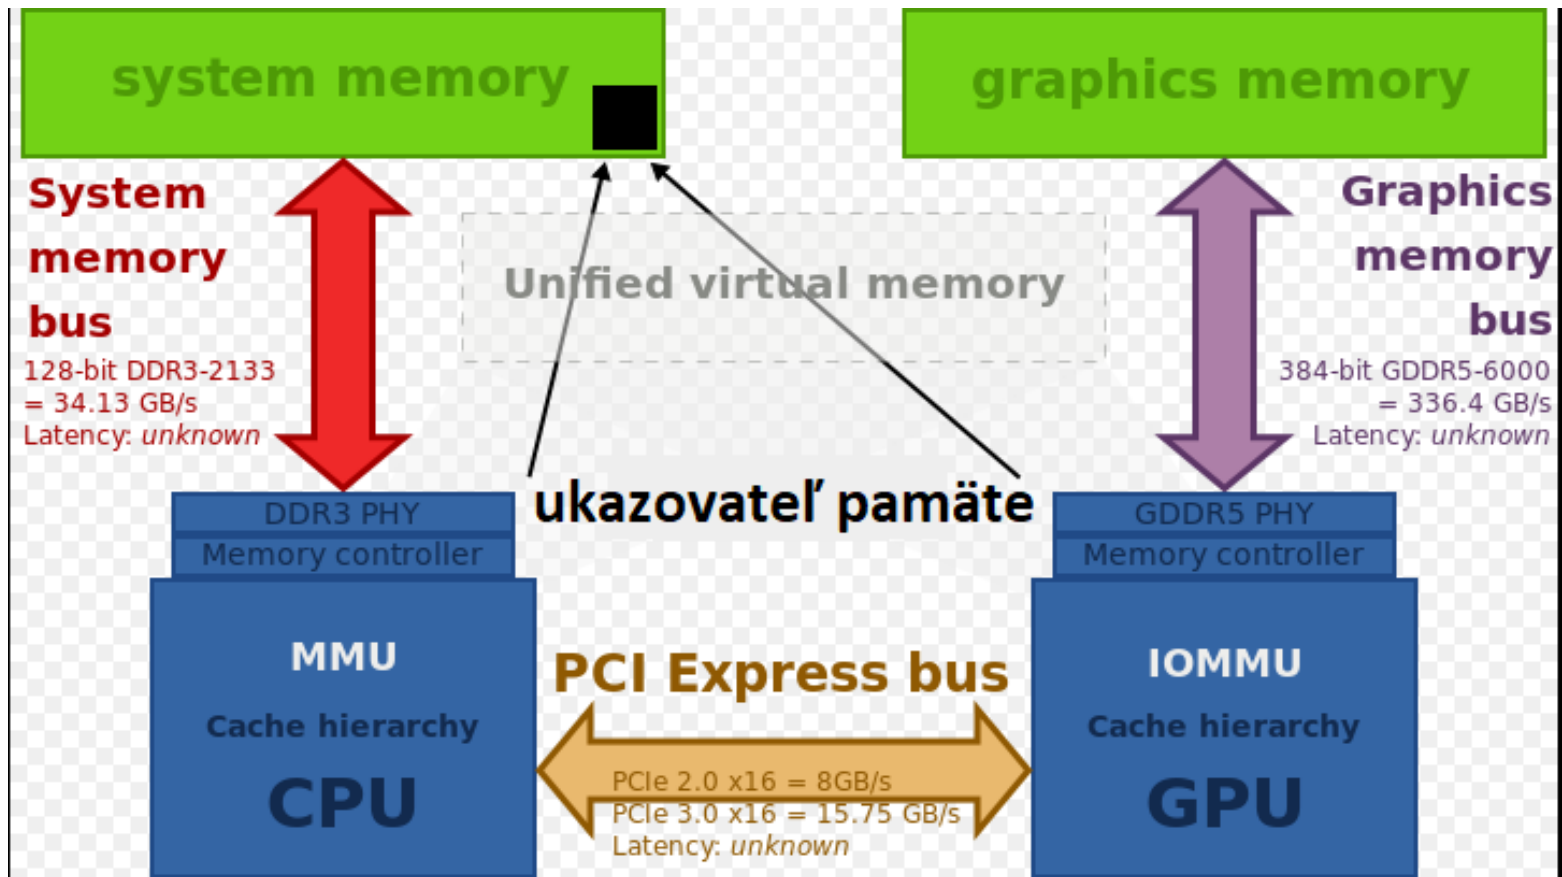 system memory
graphics memory
System
memory
bus
128-bit DDR3-2133
= 34.13 GB/s
Latency: unknown
Unified virtual memory
Graphics
memory
bus
384-bit GDDR5-6000
= 336.4 GB/s
Latency: unknown
ukazovateľ pamäte
DDR3 PHY
Memory controller
MMU
Cache hierarchy
CPU
PCI Express bus
PCIe 2.0 x16 = 8GB/s
PCIe 3.0 x16 = 15.75 GB/s
Latency: unknown
GDDR5 PHY
Memory controller
IOMMU
Cache hierarchy
GPU